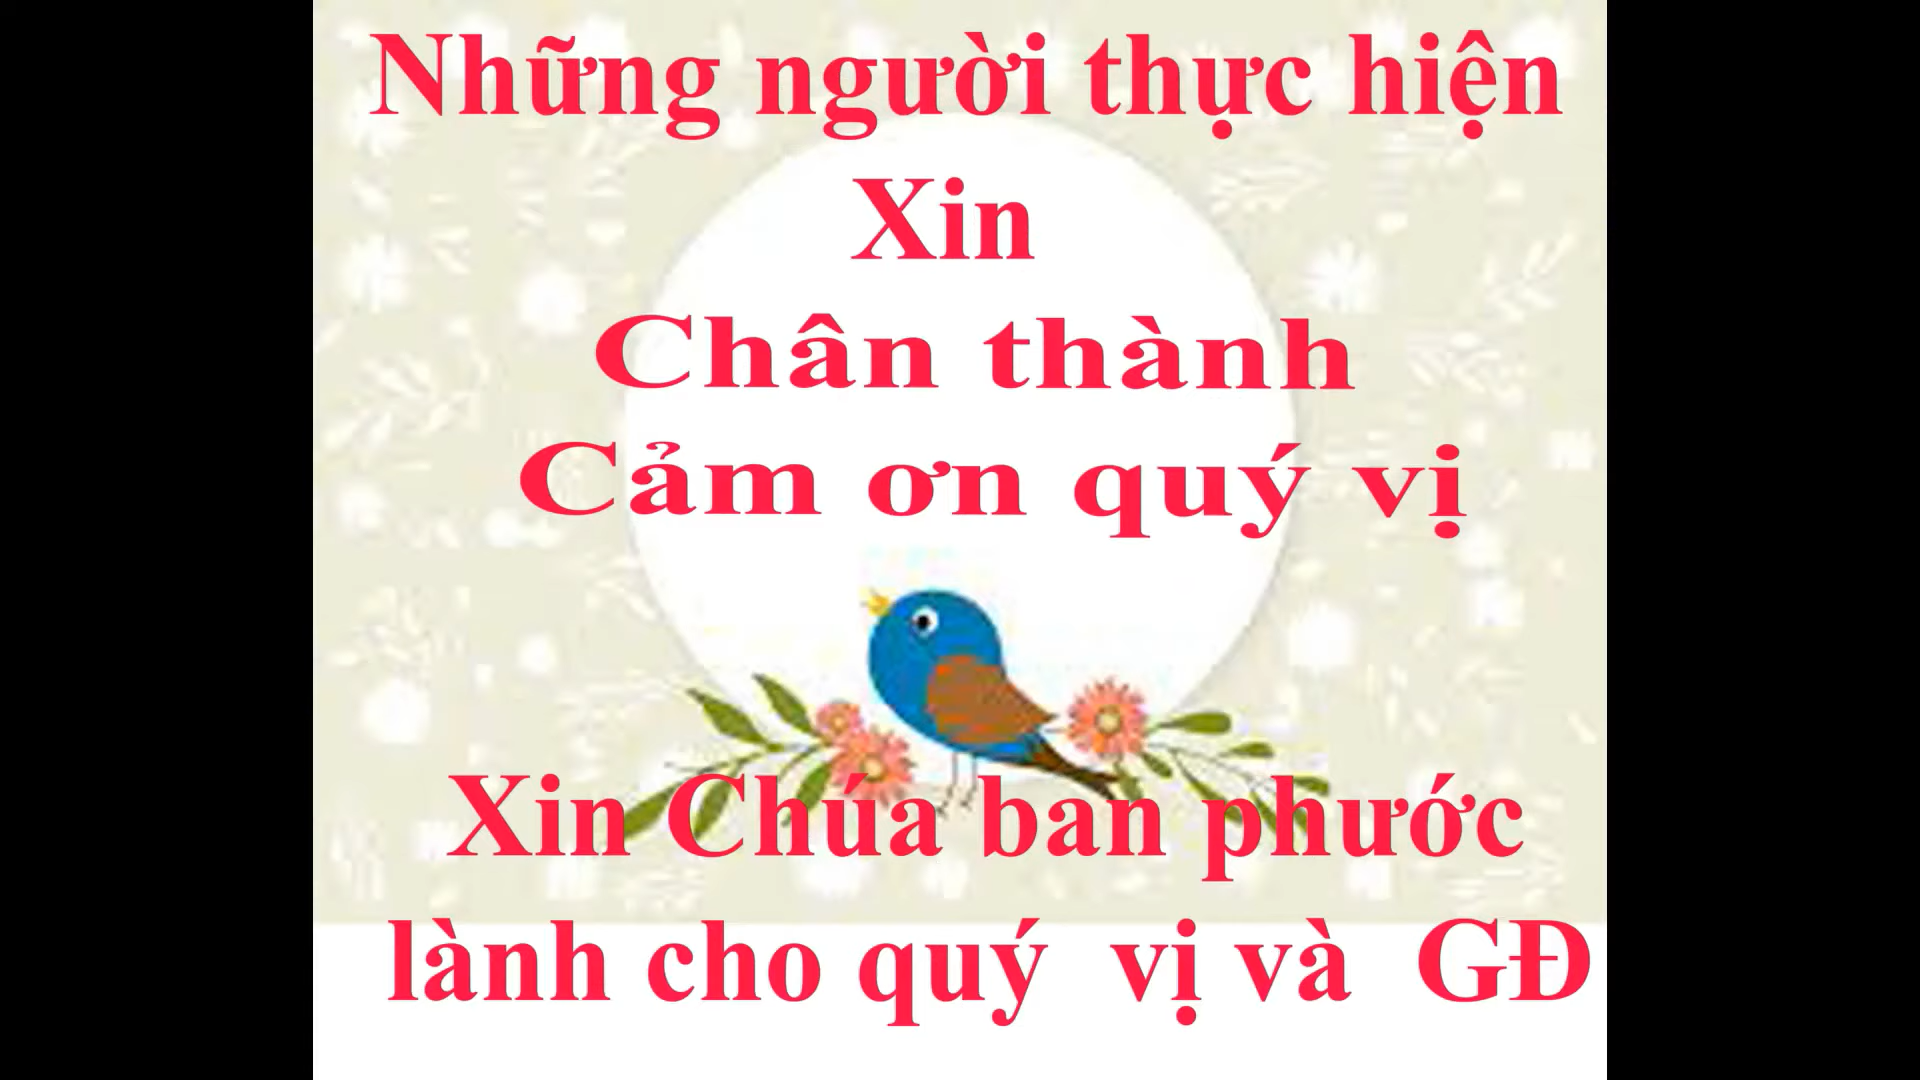 Những người thực hiện
Xin
Chân thành
Cảm ơn quý vị
Xin Chúa ban phước
lành cho quý vị và GĐ